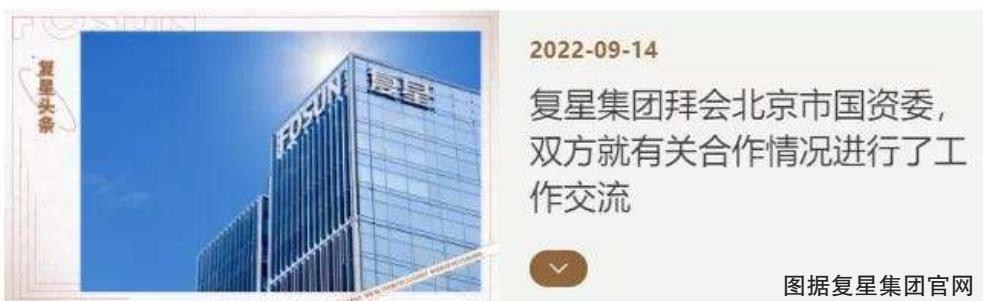 FOSUN
复星头条
FOSUN 复星
2022-09-14
复星集团拜会北京市国资委，
双方就有关合作情况进行了工
作交流
图据复星集团官网